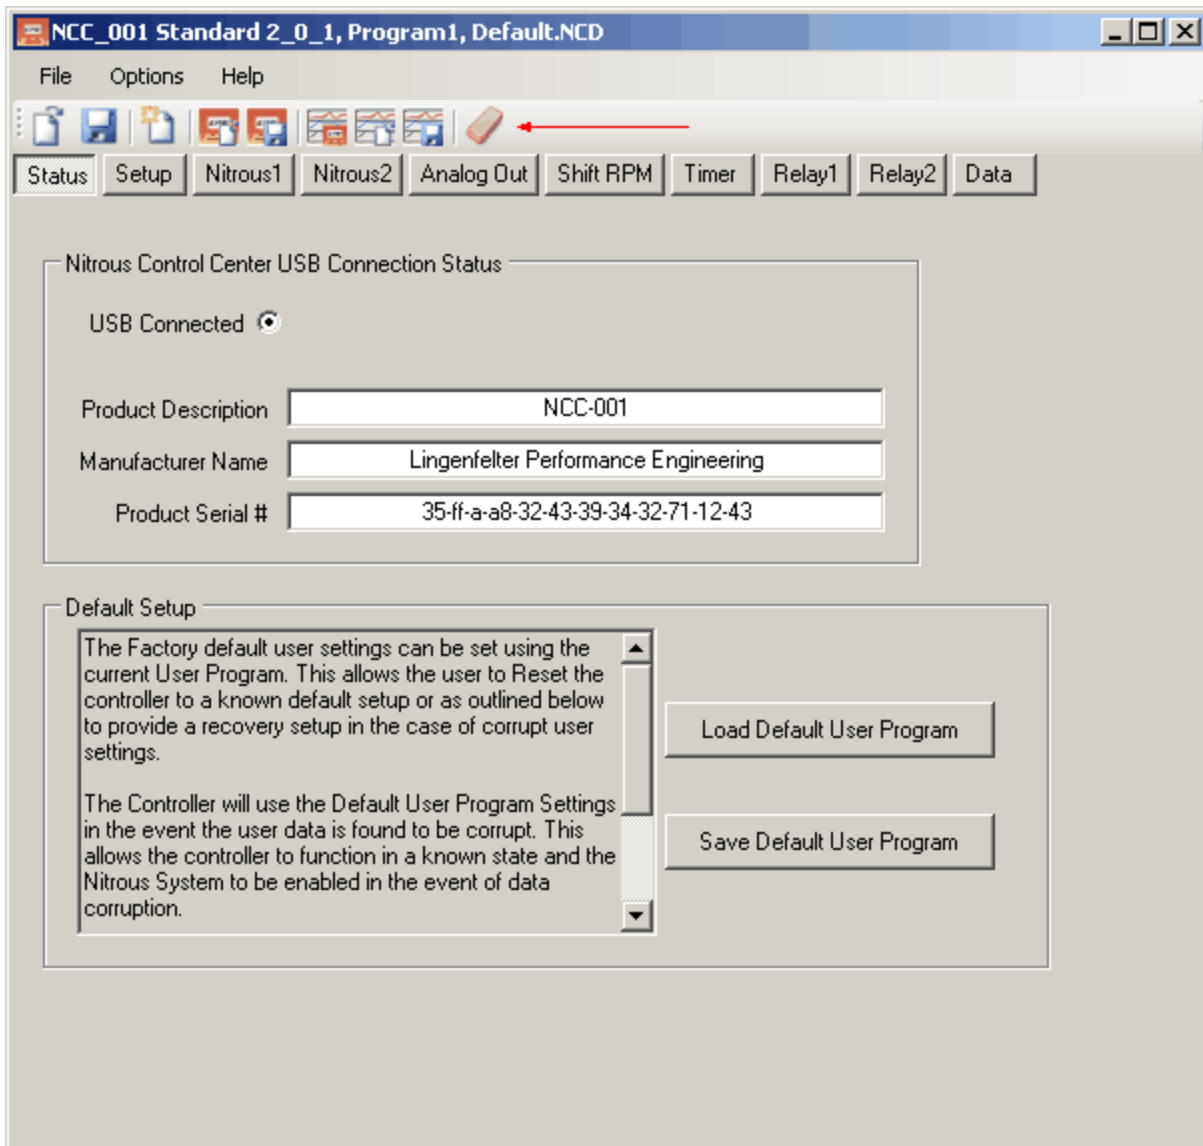 NCC_001 Standard 2_0_1, Program1, Default.NCD
File Options Help
Status Setup Nitrous1 Nitrous2 Analog Out Shift RPM Timer Relay1 Relay2 Data
Nitrous Control Center USB Connection Status
USB Connected
Product Description NCC-001
Manufacturer Name Lingenfelter Performance Engineering
Product Serial # 35-ff-a-a8-32-43-39-34-32-71-12-43
Default Setup
The Factory default user settings can be set using the
current User Program. This allows the user to Reset the
controller to a known default setup or as outlined below
to provide a recovery setup in the case of corrupt user
settings.
The Controller will use the Default User Program Settings
in the event the user data is found to be corrupt. This
allows the controller to function in a known state and the
Nitrous System to be enabled in the event of data
corruption.
Load Default User Program
Save Default User Program